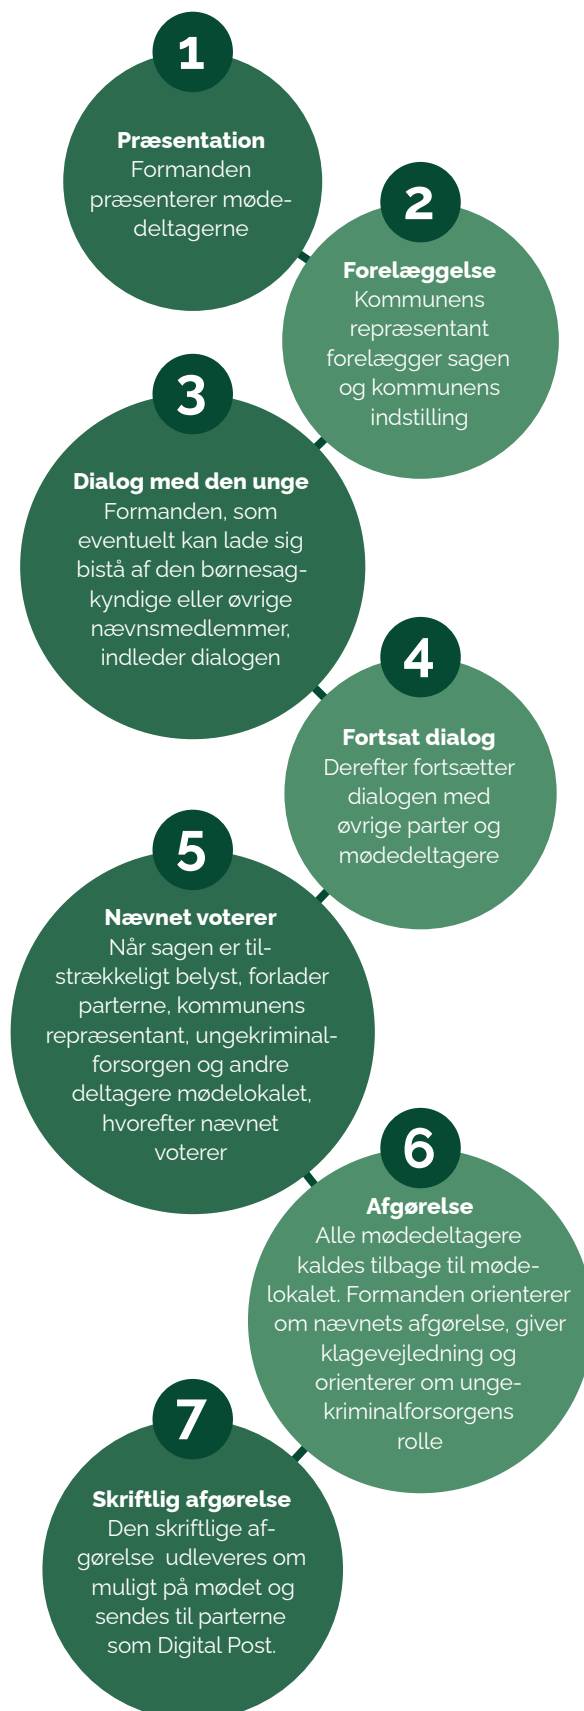 1
Præsentation
Formanden
præsenterer møde-
deltagerne
2
Forelæggelse
Kommunens
repræsentant
forelægger sagen
og kommunens
indstilling
3
Dialog med den unge
Formanden, som
eventuelt kan lade sig
bistå af den børnesag-
kyndige eller øvrige
nævnsmedlemmer,
indleder dialogen
4
Fortsat dialog
Derefter fortsætter
dialogen med
øvrige parter og
mødedeltagere
5
Nævnet voterer
Når sagen er til-
strækkeligt belyst, forlader
parterne, kommunens
repræsentant, ungekriminal-
forsorgen og andre
deltagere mødelokalet,
hvorefter nævnet
voterer
6
Afgørelse
Alle mødedeltagere
kaldes tilbage til møde-
lokalet. Formanden orienterer
om nævnets afgørelse, giver
klagevejledning og
orienterer om unge-
kriminalforsorgens
rolle
7
Skriftlig afgørelse
Den skriftlige af-
gørelse  udleveres om
muligt på mødet og
sendes til parterne
som Digital Post.